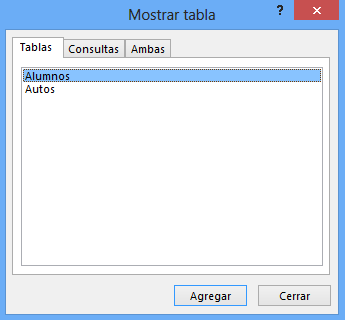 Mostrar tabla ?
Tablas Consultas Ambas
Alumnos
Autos
Agregar Cerrar